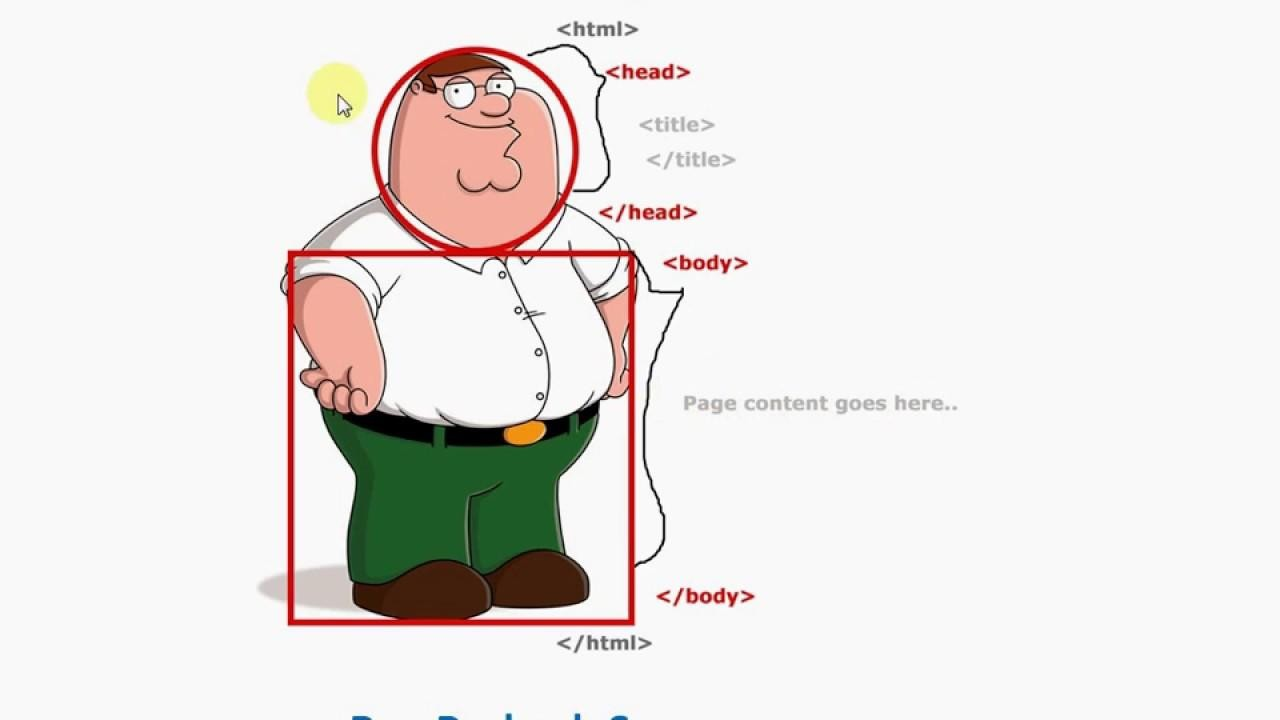 <html>
<head>
<title>
</title>
</head>
<body>
Page content goes here..
</body>
</html>